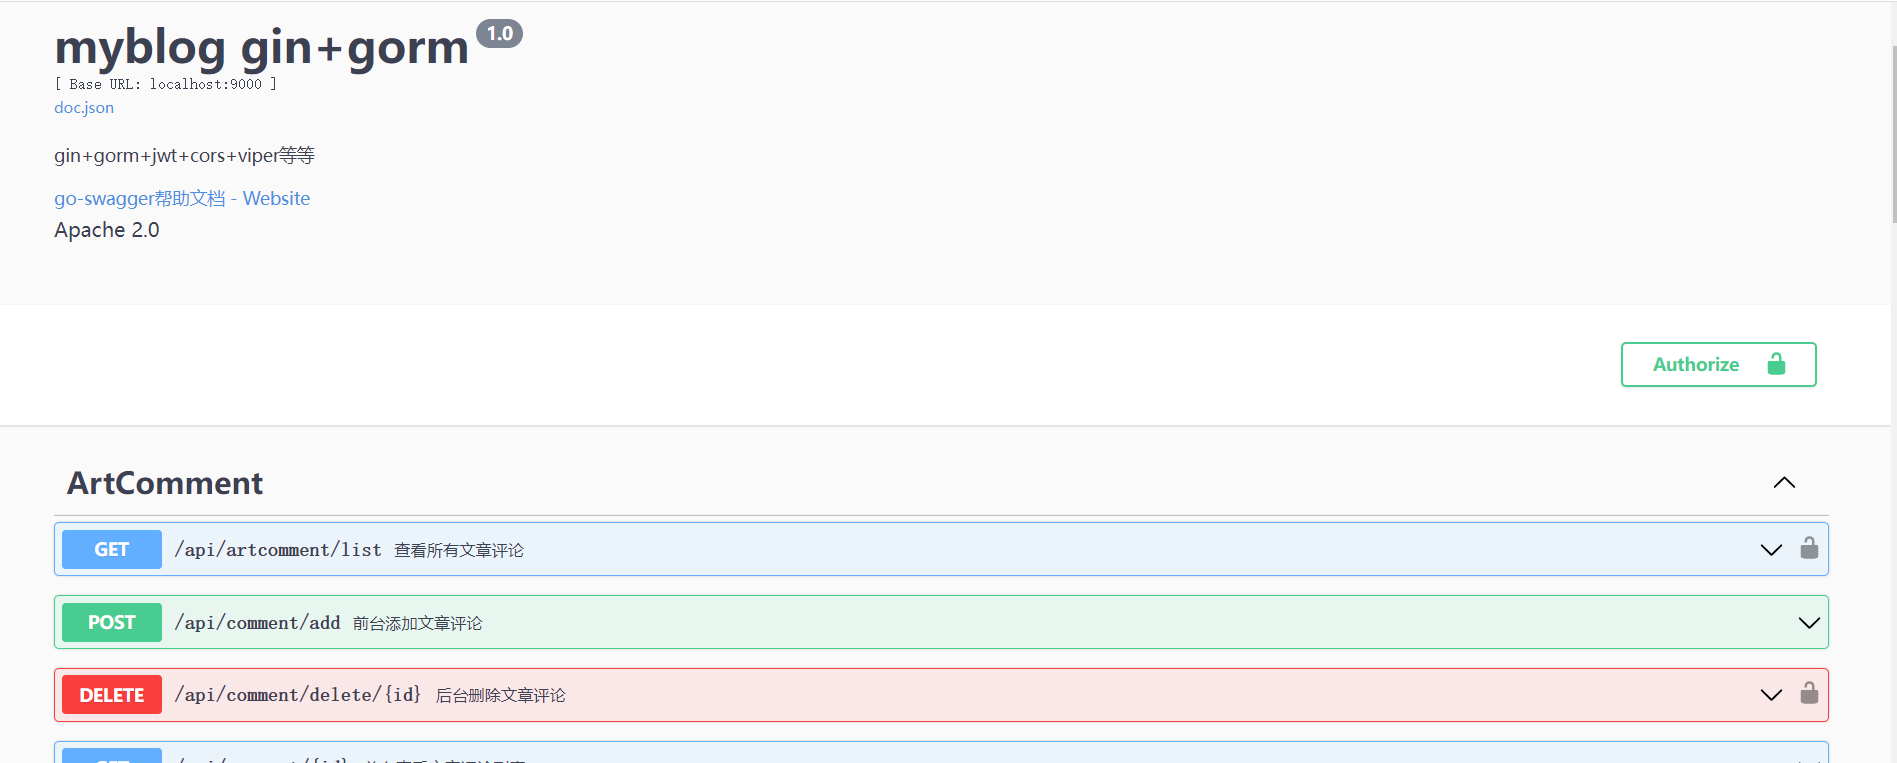 myblog gin+gorm 1.0
[ Base URL: localhost:9000 ]
doc.json
gin+gorm+jwt+cors+viper等等
go-swagger帮助文档 - Website
Apache 2.0
Authorize
ArtComment
GET /api/artcomment/list 查看所有文章评论
POST /api/comment/add 前台添加文章评论
DELETE /api/comment/delete/{id} 后台删除文章评论